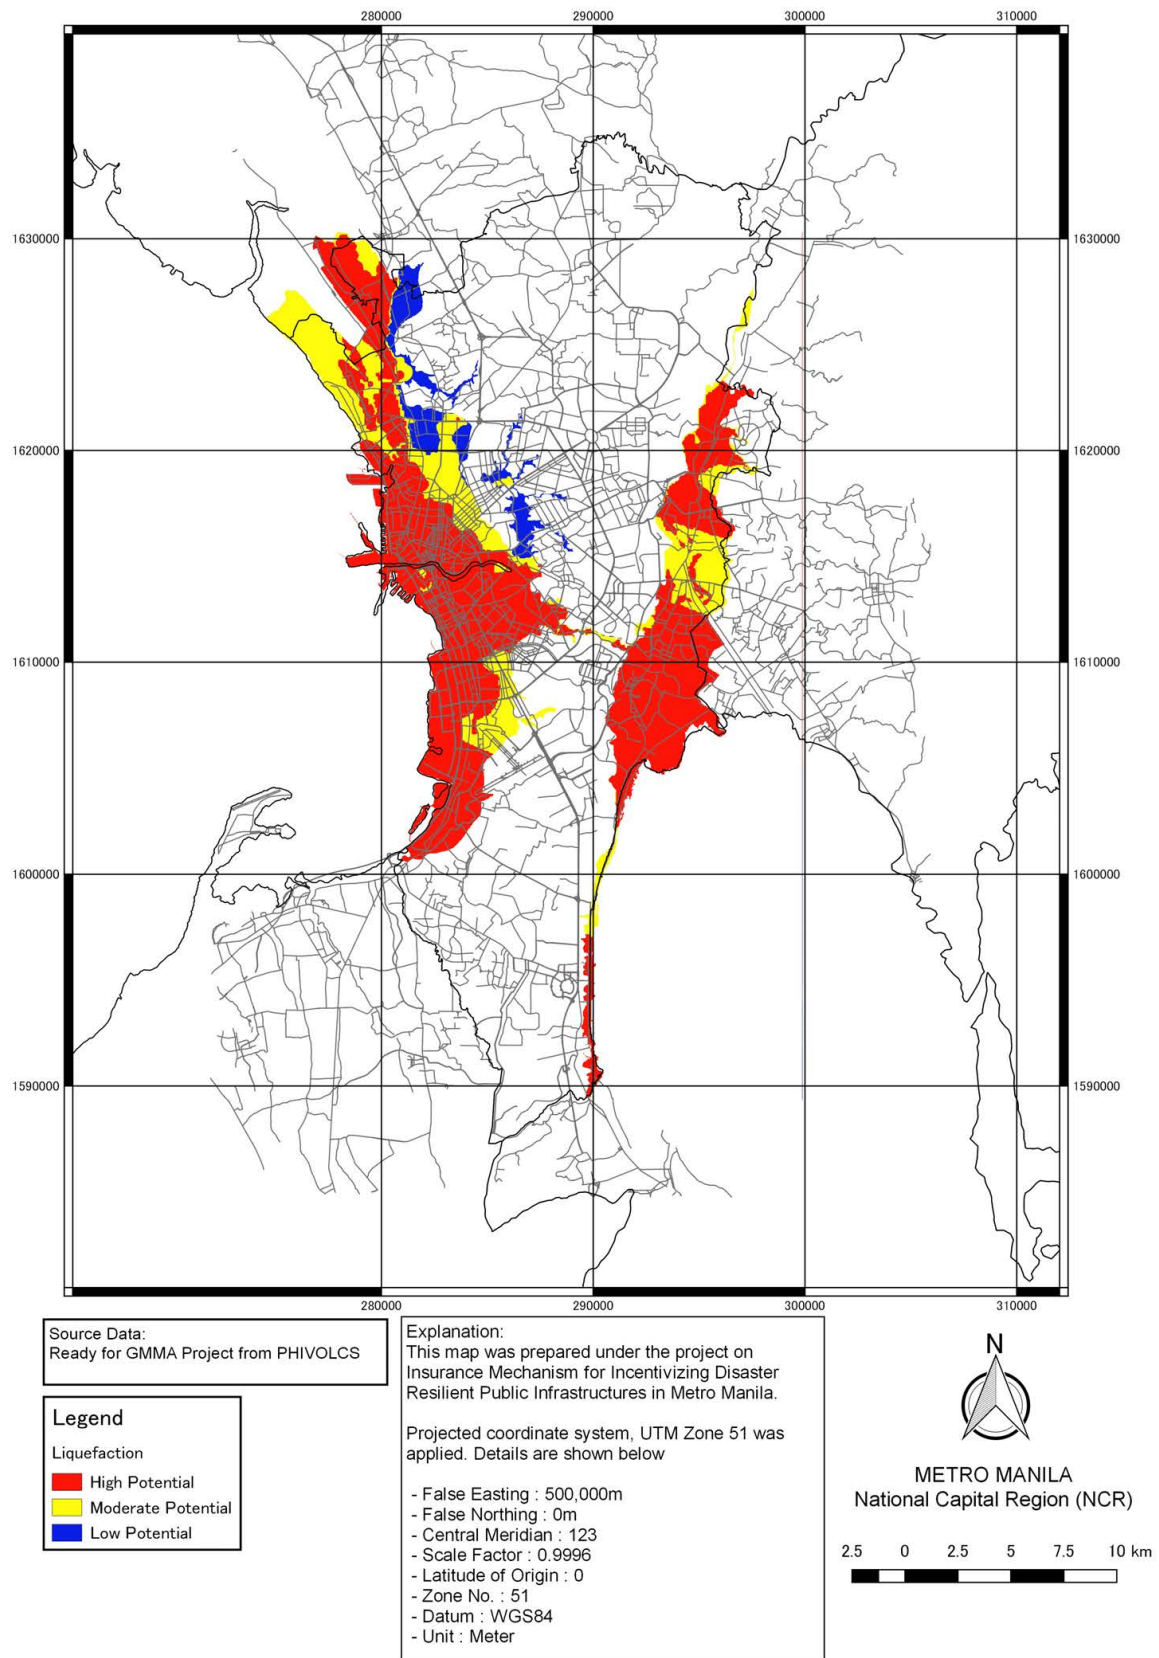 280000 290000 300000 310000
1630000 1630000
1620000 1620000
1610000 1610000
1600000 1600000
1590000 1590000
280000 290000 300000 310000
Source Data:
Ready for GMMA Project from PHIVOLCS
Legend
Liquefaction
High Potential
Moderate Potential
Low Potential
Explanation:
This map was prepared under the project on
Insurance Mechanism for Incentivizing Disaster
Resilient Public Infrastructures in Metro Manila.
Projected coordinate system, UTM Zone 51 was
applied. Details are shown below
- False Easting : 500,000m
- False Northing : 0m
- Central Meridian : 123
- Scale Factor : 0.9996
- Latitude of Origin : 0
- Zone No. : 51
- Datum : WGS84
- Unit : Meter
N
METRO MANILA
National Capital Region (NCR)
2.5 0 2.5 5 7.5 10 km